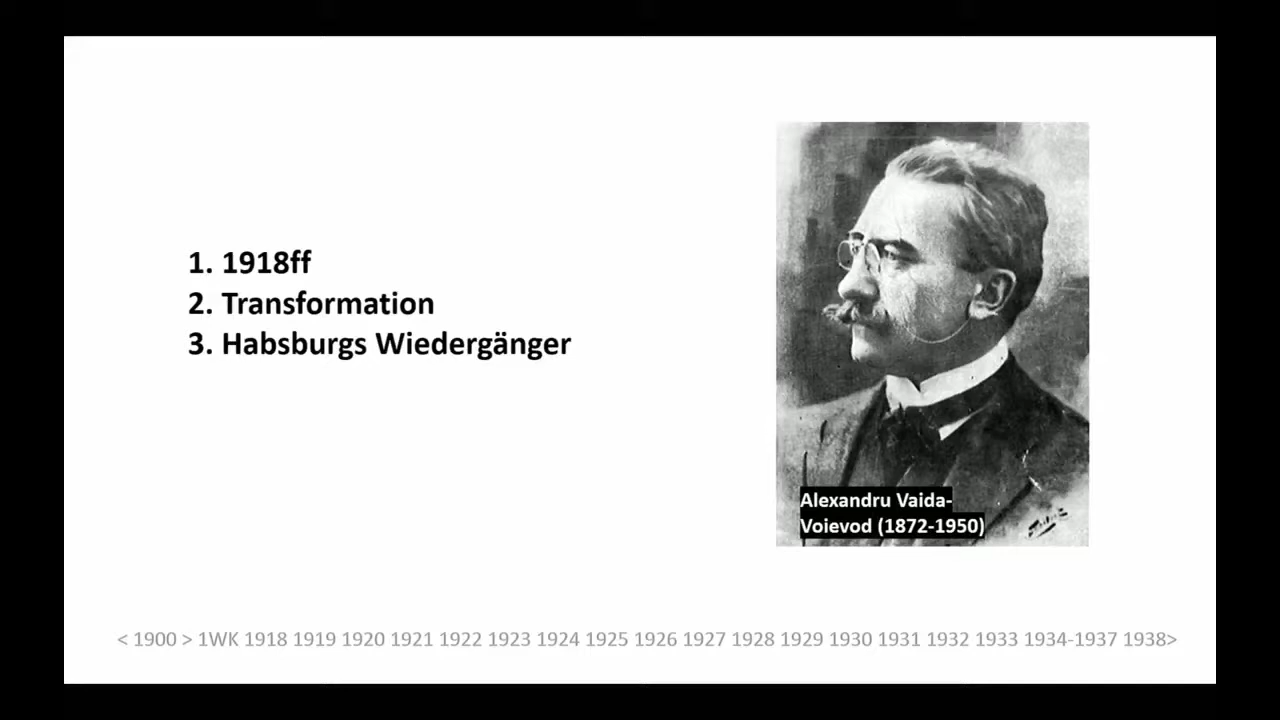 1. 1918ff
2. Transformation
3. Habsburgs Wiedergänger
Alexandru Vaida-
Voievod (1872-1950)
< 1900 > 1WK 1918 1919 1920 1921 1922 1923 1924 1925 1926 1927 1928 1929 1930 1931 1932 1933 1934-1937 1938>